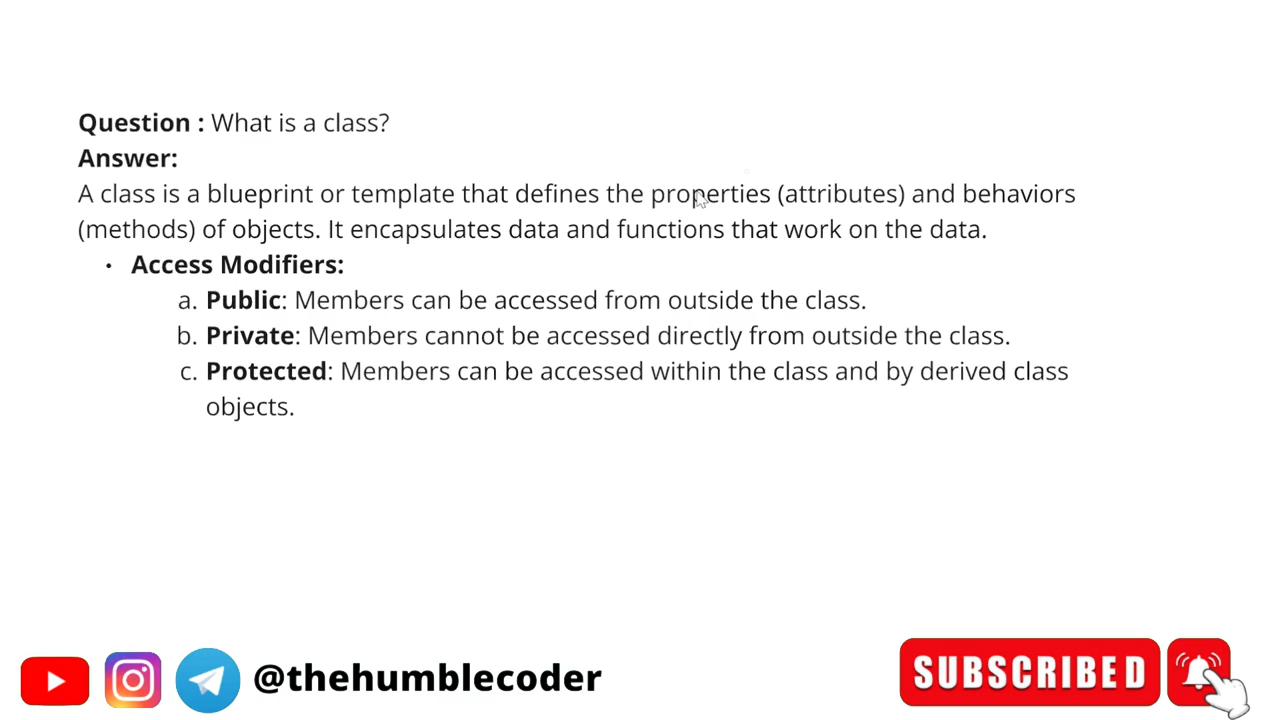 Question : What is a class?
Answer:
A class is a blueprint or template that defines the properties (attributes) and behaviors
(methods) of objects. It encapsulates data and functions that work on the data.
• Access Modifiers:
a. Public: Members can be accessed from outside the class.
b. Private: Members cannot be accessed directly from outside the class.
c. Protected: Members can be accessed within the class and by derived class
objects.
@thehumblecoder
SUBSCRIBED